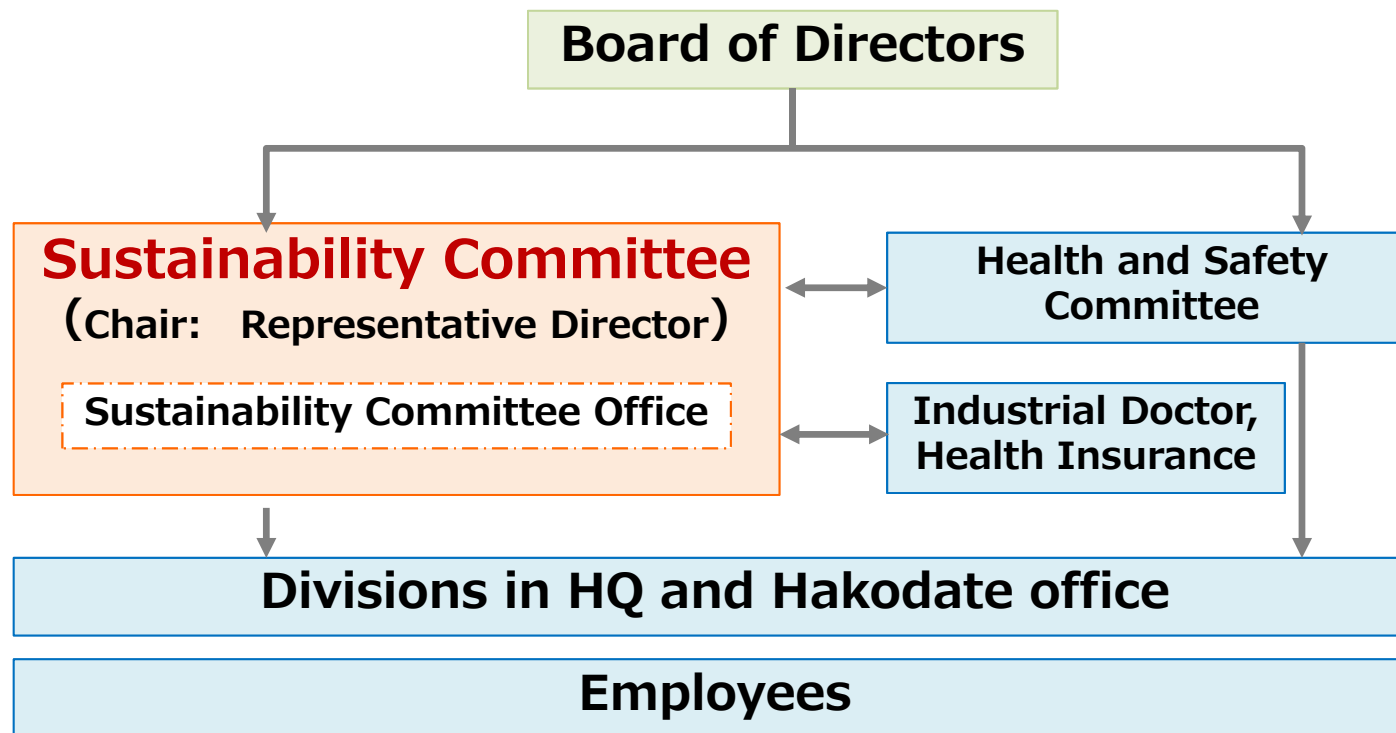 Board of Directors
Sustainability Committee
（Chair:　Representative Director）
Sustainability Committee Office
Health and Safety
Committee
Industrial Doctor,
Health Insurance
Divisions in HQ and Hakodate office
Employees